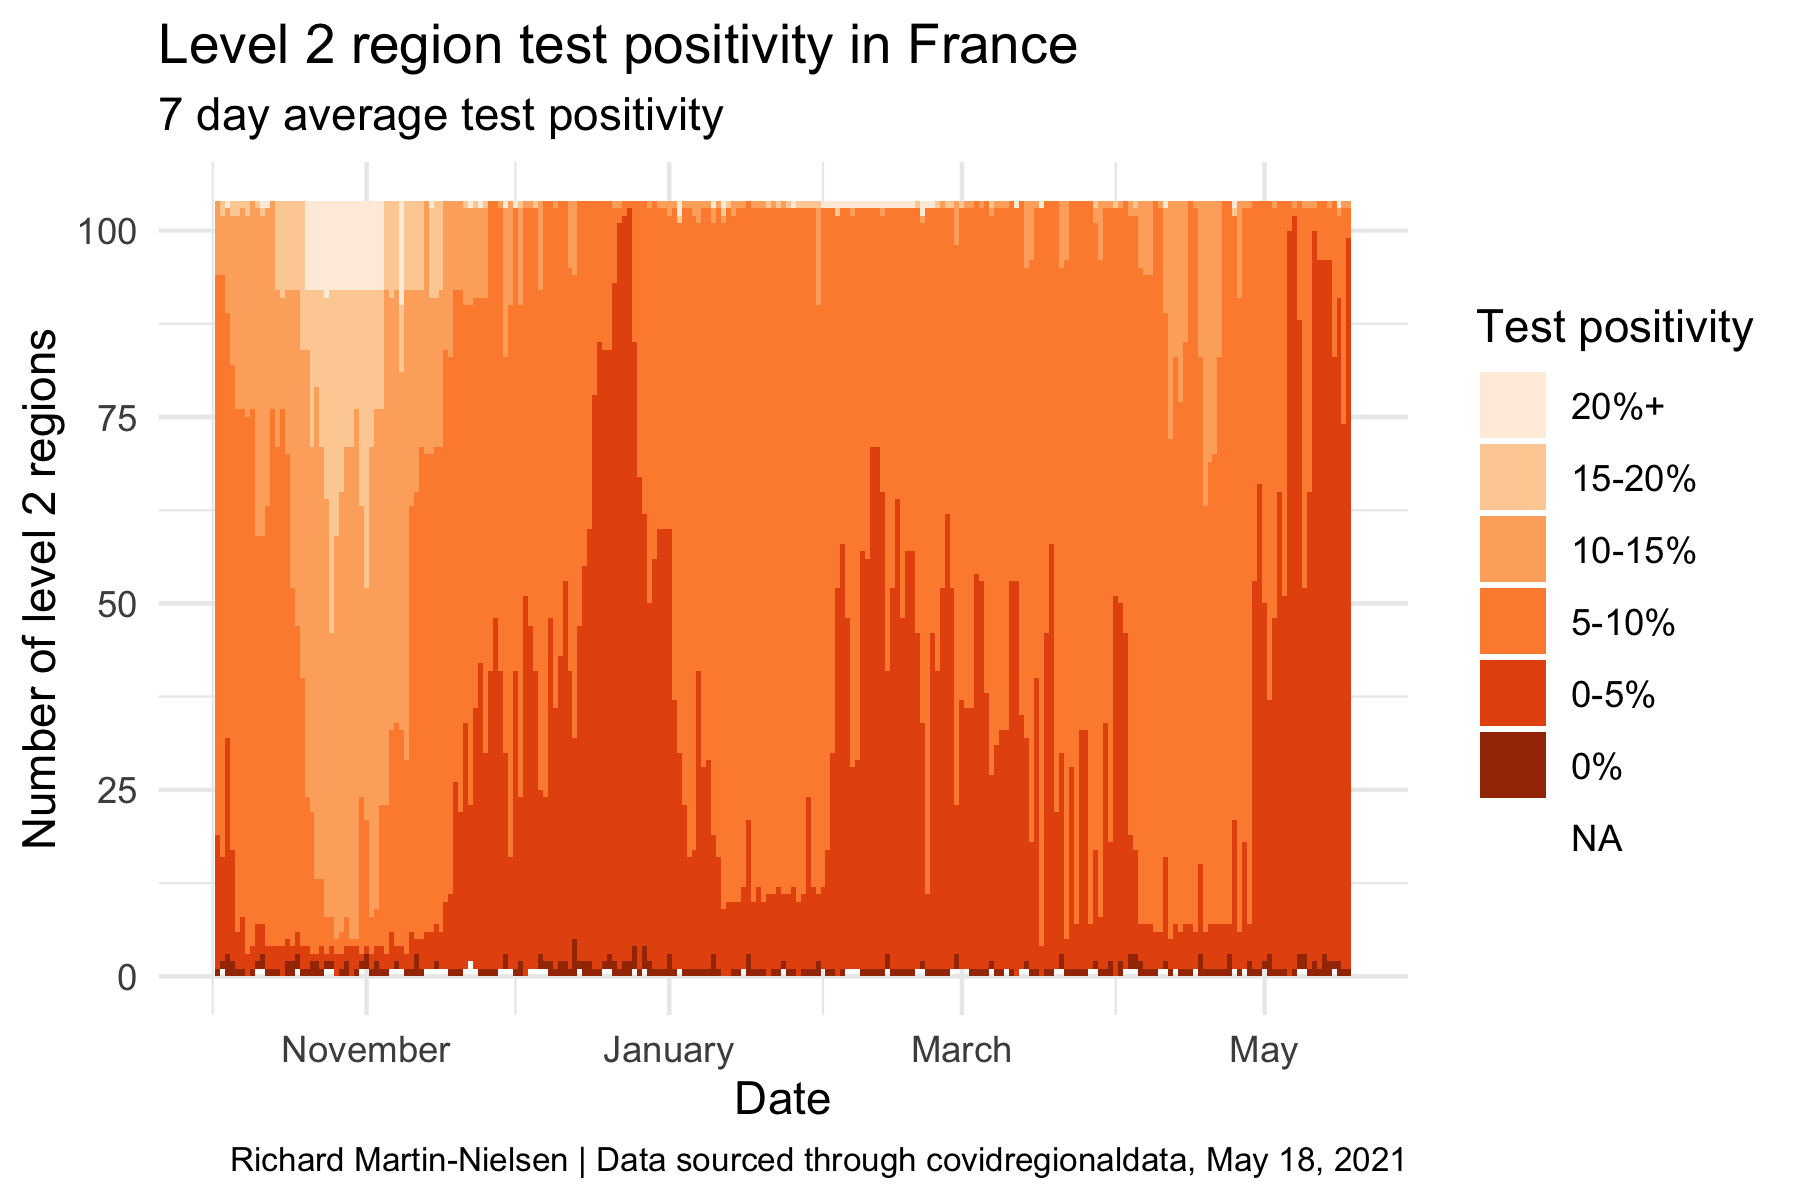 Level 2 region test positivity in France
7 day average test positivity
Number of level 2 regions
100
75
50
25
0
November January March May
Date
Test positivity
20%+
15-20%
10-15%
5-10%
0-5%
0%
NA
Richard Martin-Nielsen | Data sourced through covidregionaldata, May 18, 2021